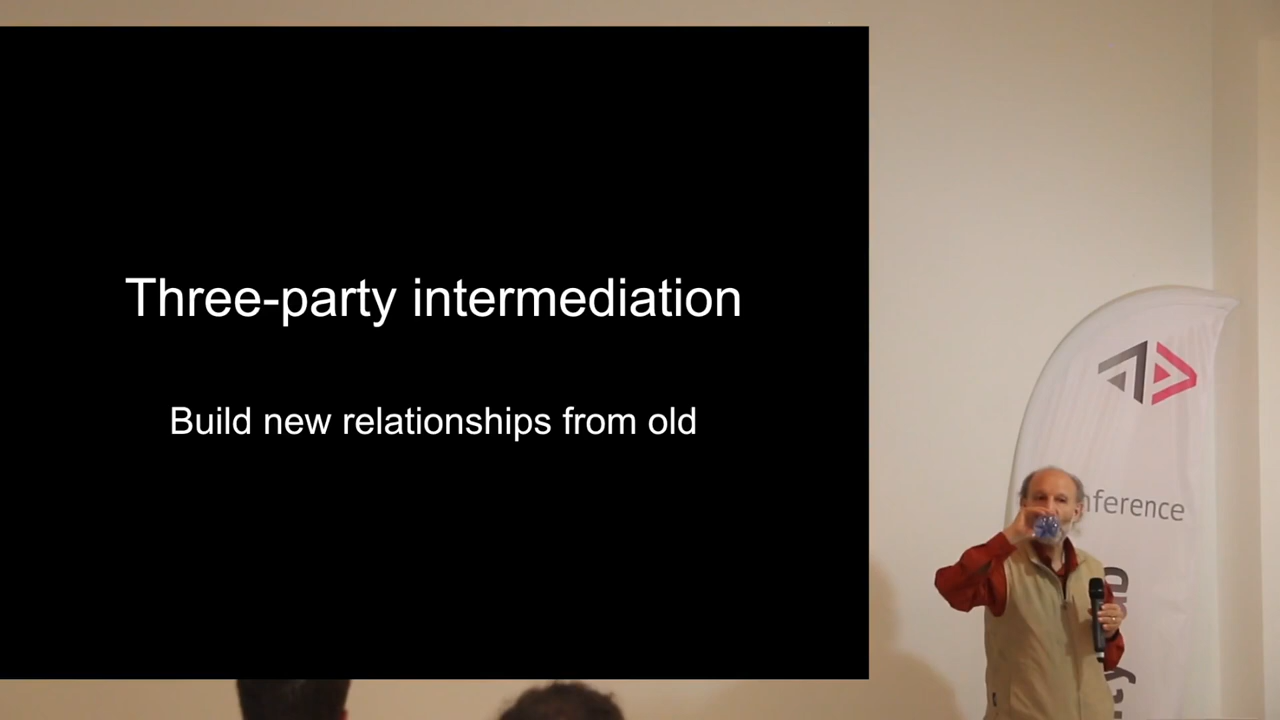 Three-party intermediation
Build new relationships from old
nference